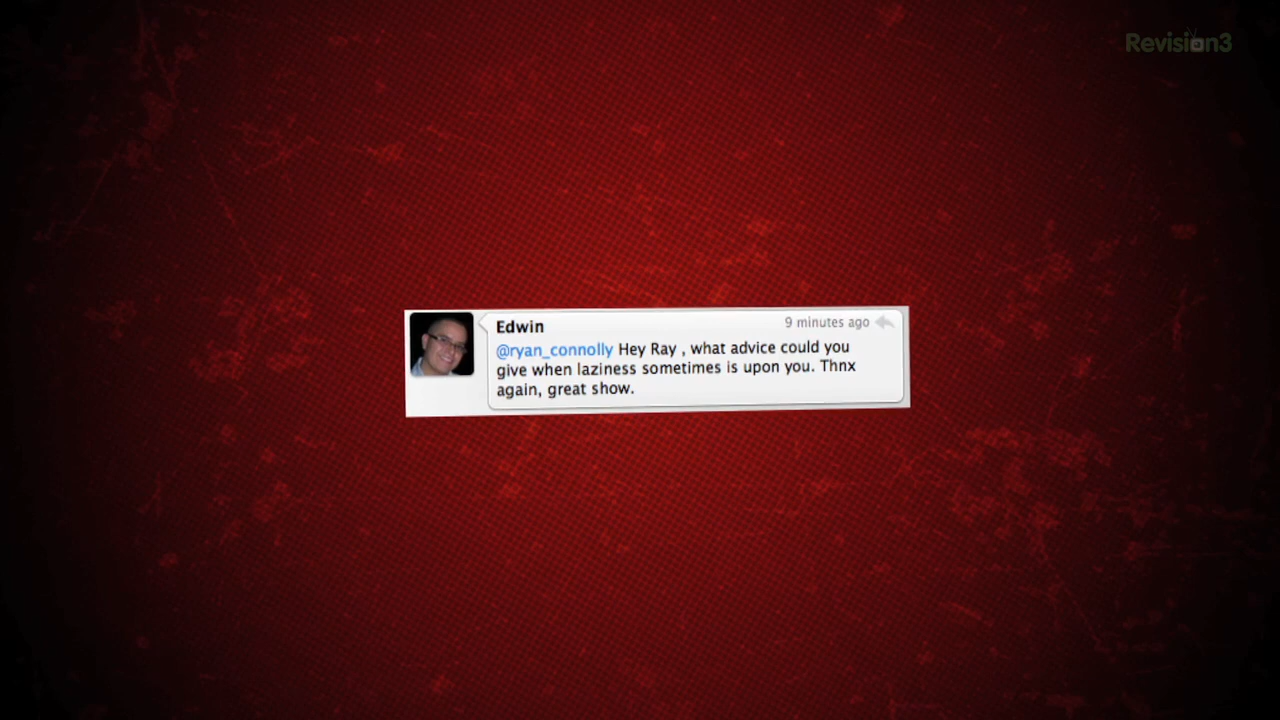 Revision3
Edwin
9 minutes ago
@ryan_connolly Hey Ray , what advice could you
give when laziness sometimes is upon you. Thnx
again, great show.